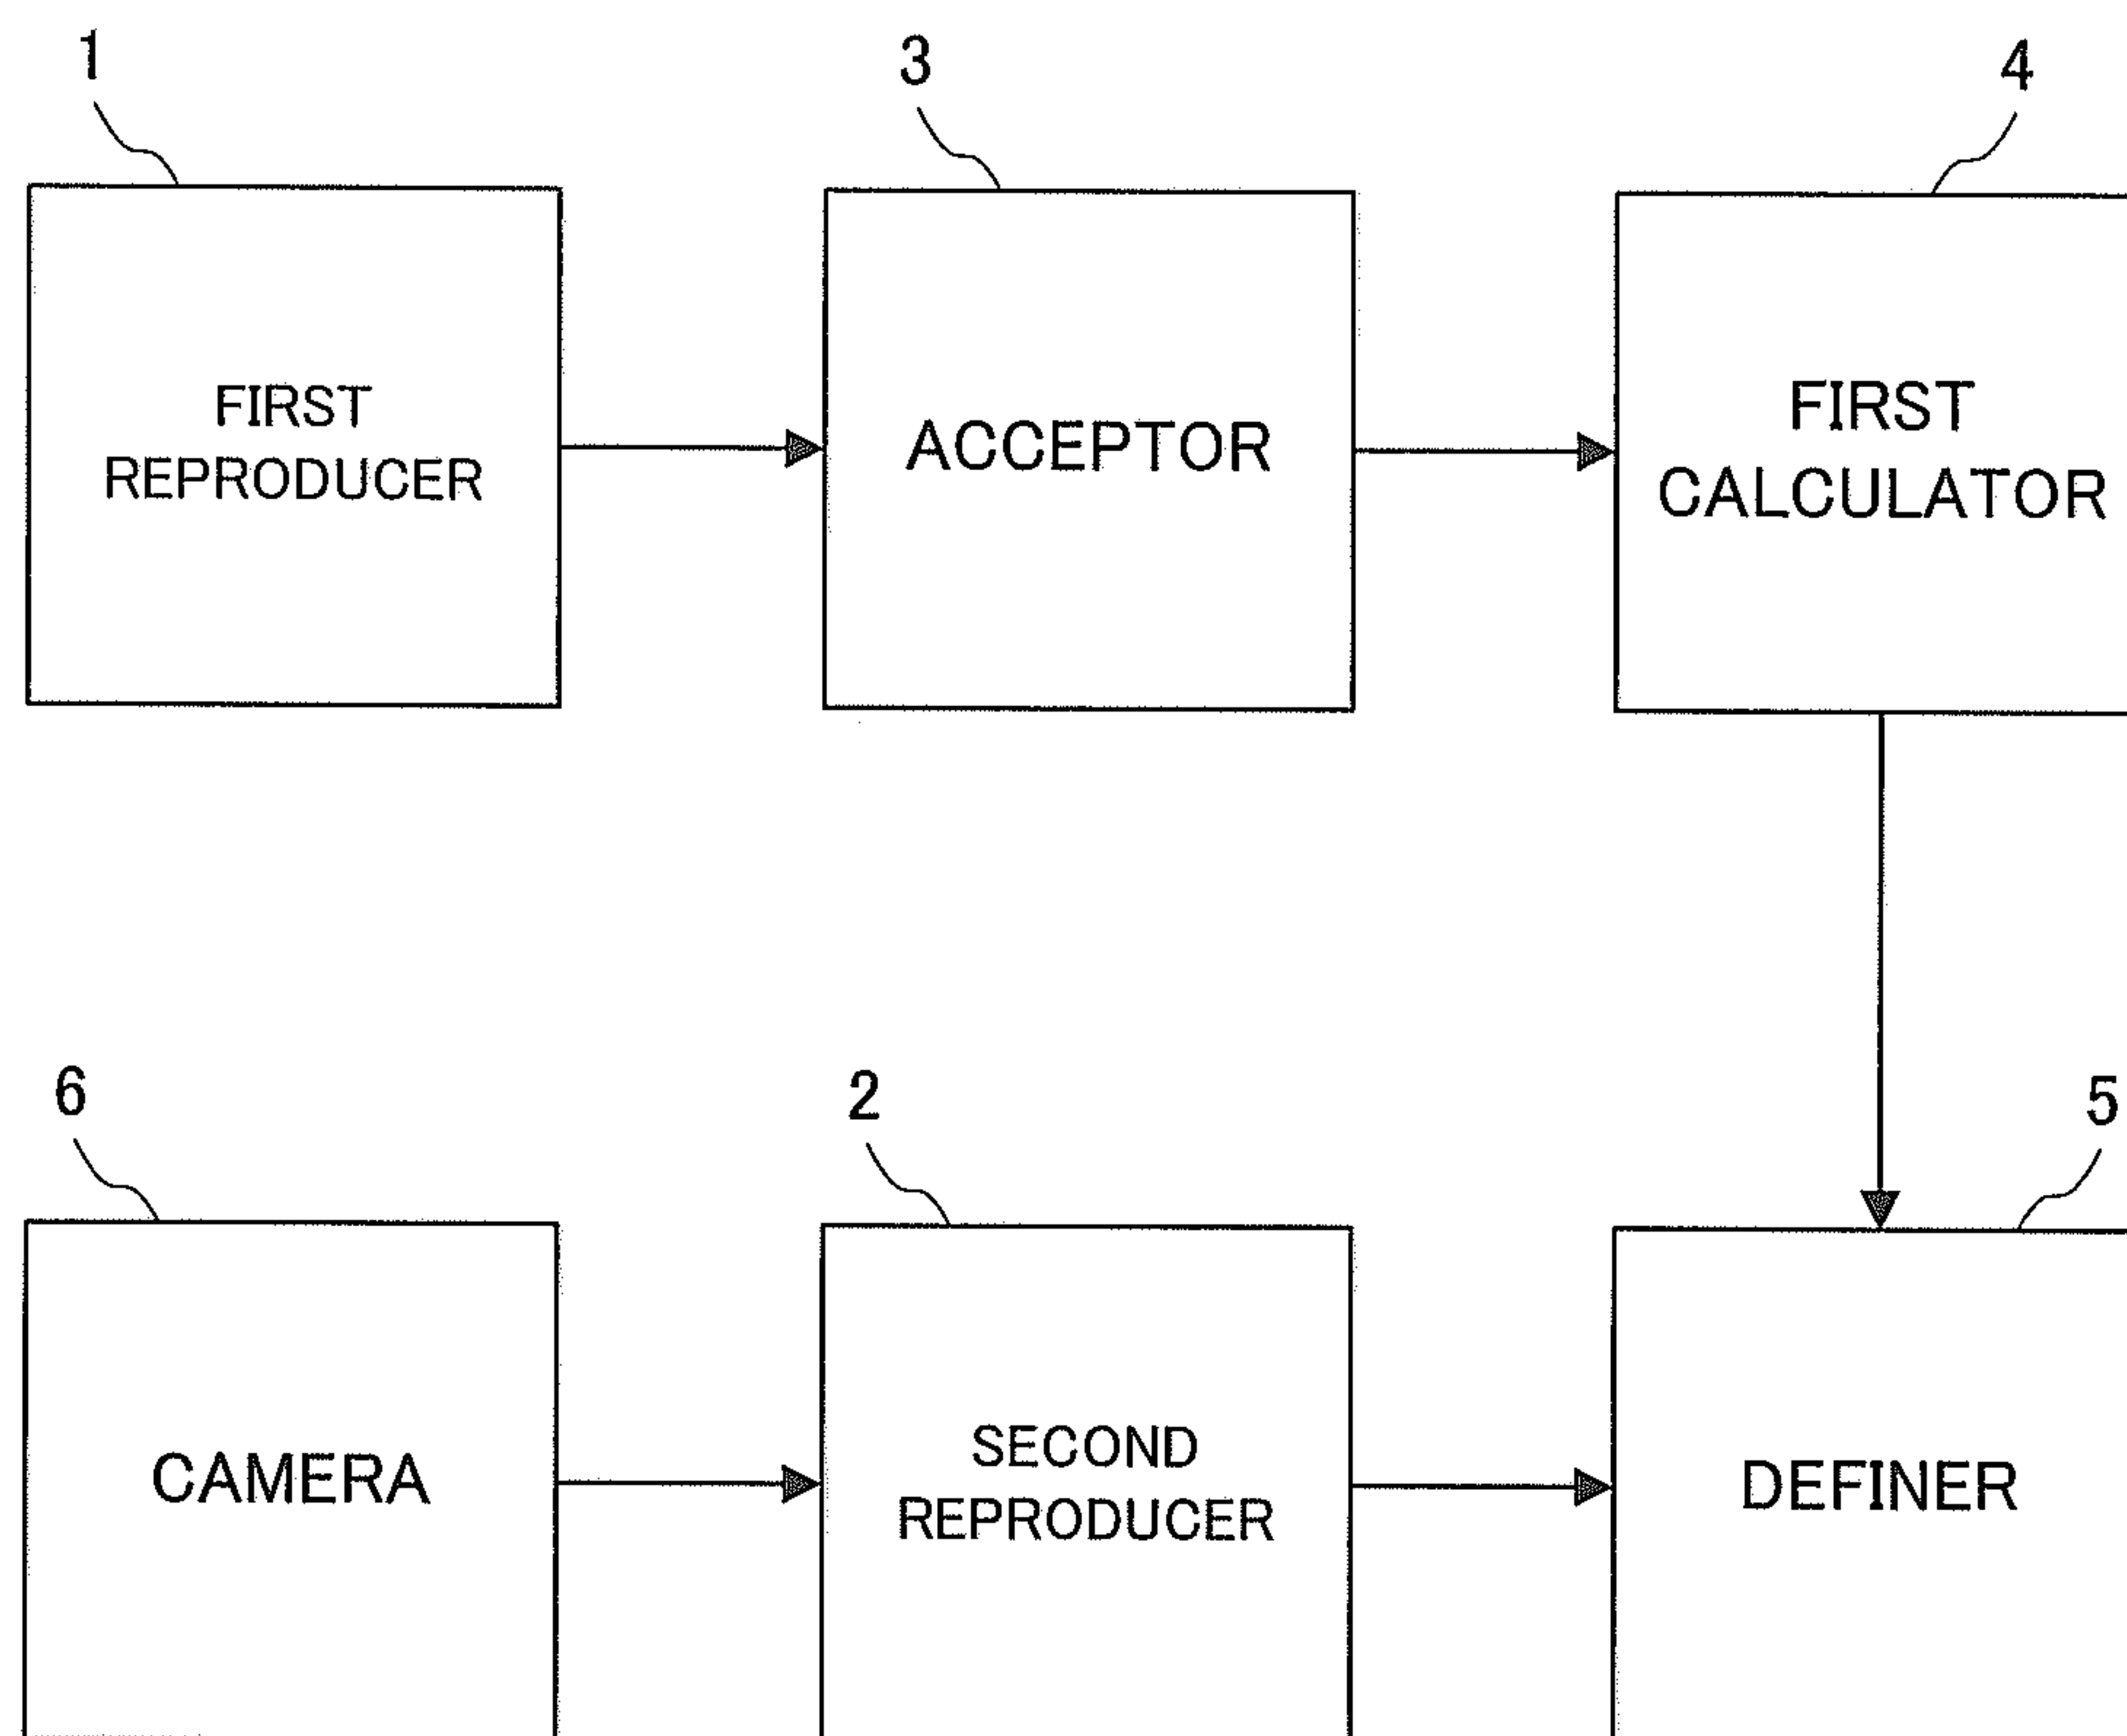 1
3
4
FIRST
REPRODUCER
ACCEPTOR
FIRST
CALCULATOR
6
2
5
CAMERA
SECOND
REPRODUCER
DEFINER